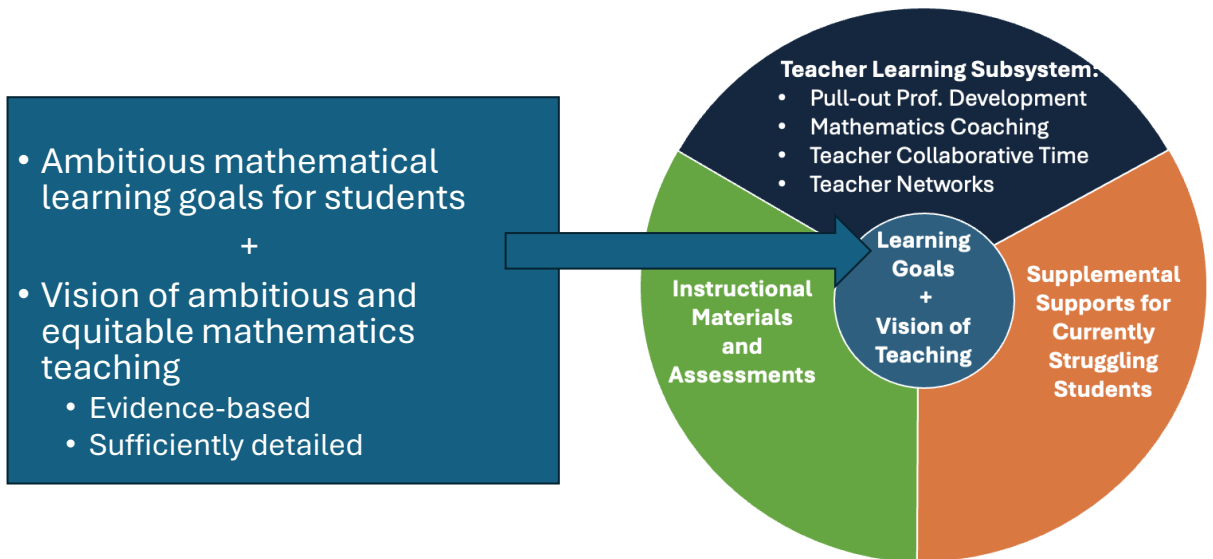 • Ambitious mathematical
learning goals for students
+
• Vision of ambitious and
equitable mathematics
teaching
• Evidence-based
• Sufficiently detailed
Teacher Learning Subsystem:
• Pull-out Prof. Development
• Mathematics Coaching
• Teacher Collaborative Time
• Teacher Networks
Learning
Goals
+
Vision of
Teaching
Instructional
Materials
and
Assessments
Supplemental
Supports for
Currently
Struggling
Students